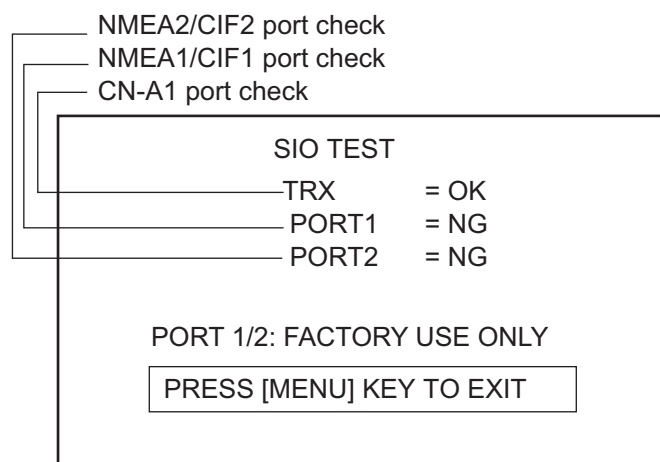 NMEA2/CIF2 port check
NMEA1/CIF1 port check
CN-A1 port check
SIO TEST
TRX = OK
PORT1 = NG
PORT2 = NG
PORT 1/2: FACTORY USE ONLY
PRESS [MENU] KEY TO EXIT